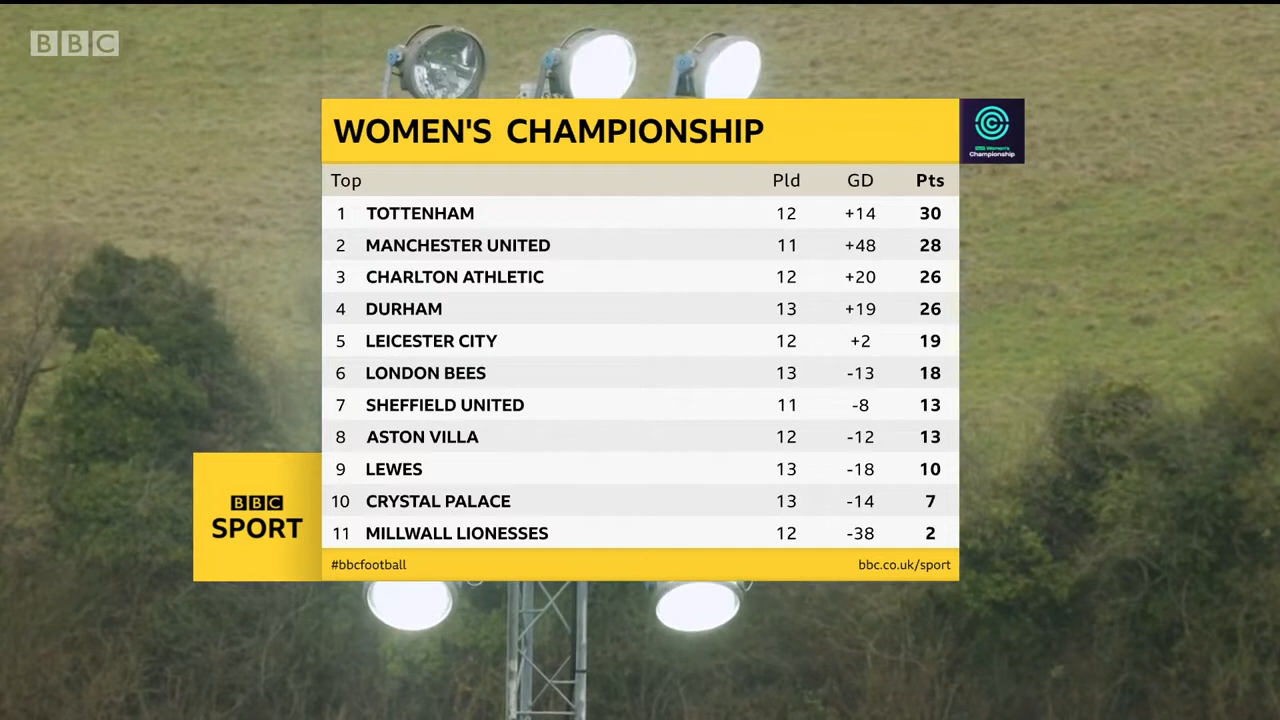 BBC
WOMEN'S CHAMPIONSHIP
Women's
Championship
Top Pld GD Pts
1 TOTTENHAM 12 +14 30
2 MANCHESTER UNITED 11 +48 28
3 CHARLTON ATHLETIC 12 +20 26
4 DURHAM 13 +19 26
5 LEICESTER CITY 12 +2 19
6 LONDON BEES 13 -13 18
7 SHEFFIELD UNITED 11 -8 13
8 ASTON VILLA 12 -12 13
9 LEWES 13 -18 10
10 CRYSTAL PALACE 13 -14 7
11 MILLWALL LIONESSES 12 -38 2
BBC
SPORT
#bbcfootball bbc.co.uk/sport